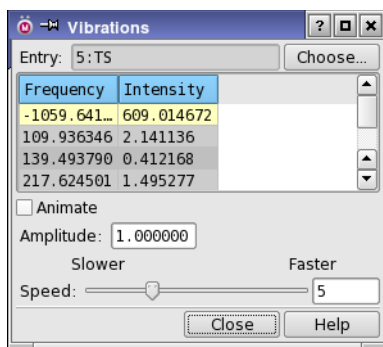 Vibrations
Entry: 5:TS Choose...
Frequency Intensity
-1059.641… 609.014672
109.936346 2.141136
139.493790 0.412168
217.624501 1.495277
Animate
Amplitude: 1.000000
Slower Faster
Speed: 5
Close Help